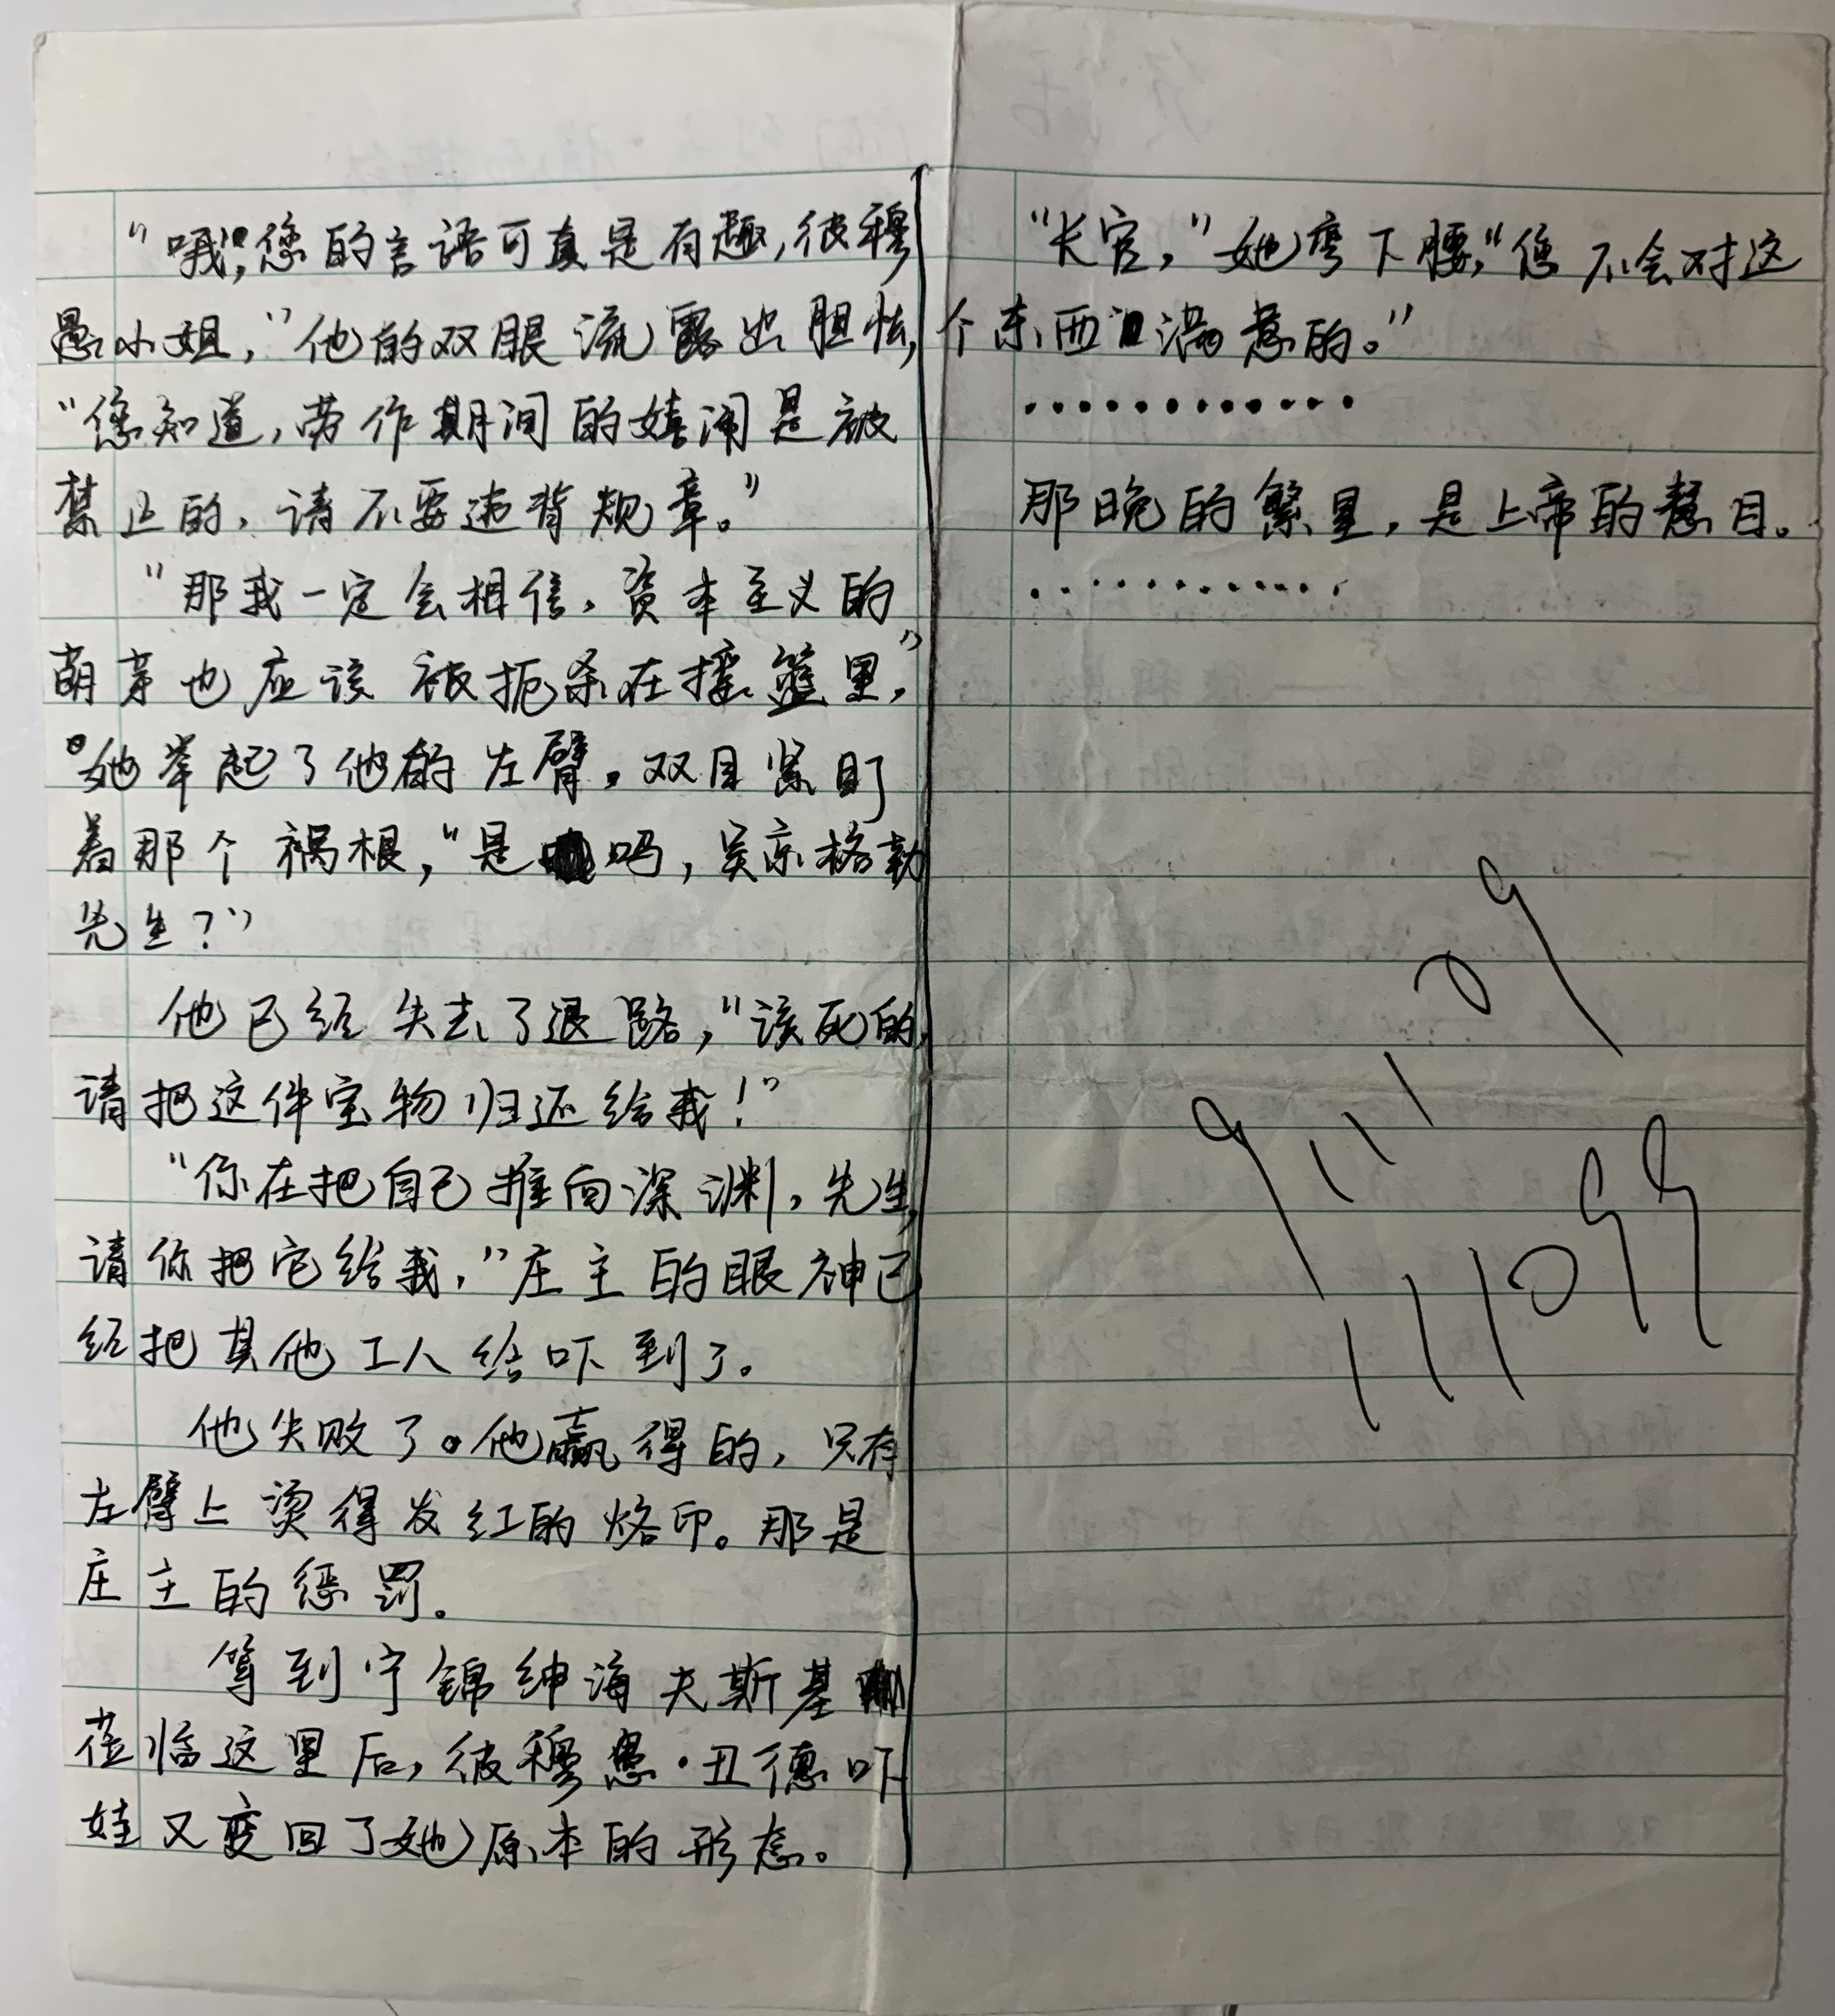 “哦,您的言语可真是有趣,彼穆
愚小姐,”他的双眼流露出胆怯,
“您知道,劳作期间的嬉闹是被
禁止的,请不要违背规章。”
“那我一定会相信,资本主义的
萌芽也应该被扼杀在摇篮里,”
她举起了他的左臂,双目紧盯
着那个祸根,“是吗,吴京格勒
先生?”
他已经失去了退路,“该死的,
请把这件宝物归还给我!”
“你在把自己推向深渊,先生,
请你把它给我,”庄主的眼神已
经把其他工人给吓到了。
他失败了。他赢得的,只有
左臂上烫得发红的烙印。那是
庄主的惩罚。
等到宁锦绅海夫斯基
莅临这里后,彼穆愚·丑德吓
娃又变回了她原本的形态。
“长官,”她弯下腰,“您不会对这
个东西满意的。”
............
那晚的繁星,是上帝的慧目。
............